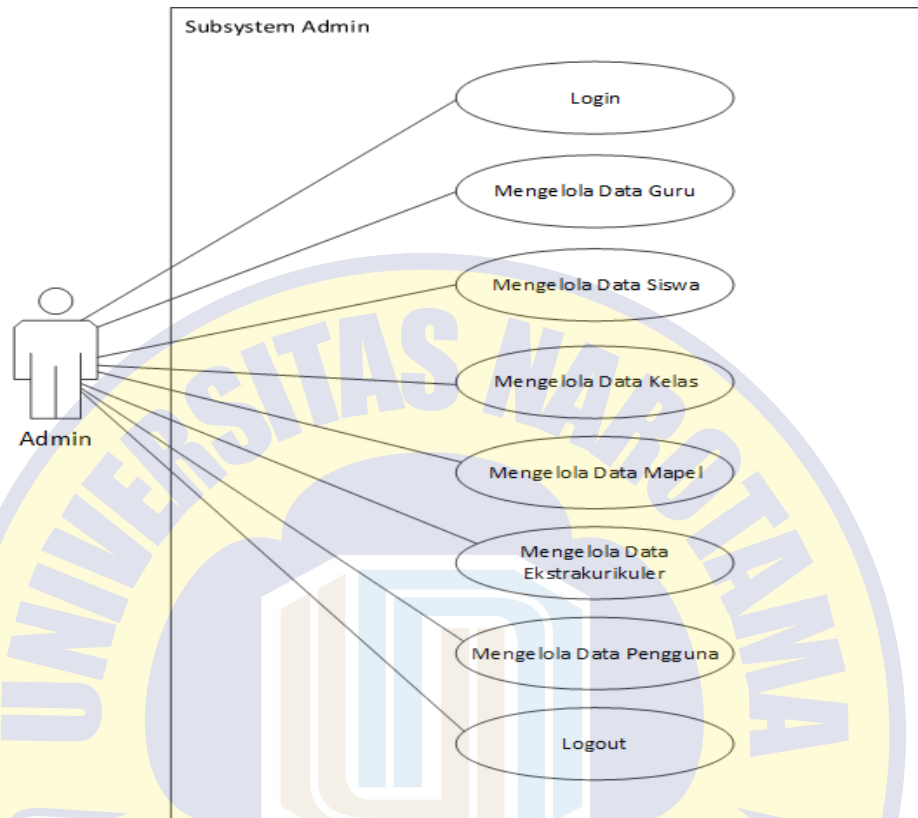 Subsystem Admin
Login
Mengelola Data Guru
Mengelola Data Siswa
Mengelola Data Kelas
Admin
Mengelola Data Mapel
Mengelola Data
Ekstrakurikuler
Mengelola Data Pengguna
Logout
UNIVERSITAS NAROTAMA